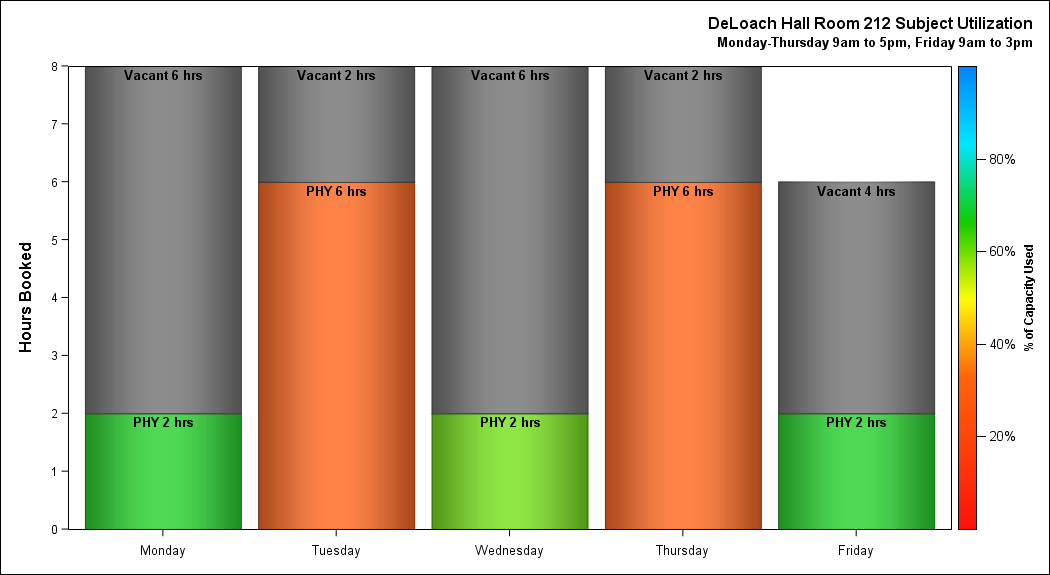 DeLoach Hall Room 212 Subject Utilization
Monday-Thursday 9am to 5pm, Friday 9am to 3pm
Hours Booked
8
7
6
5
4
3
2
1
0
Vacant 6 hrs
PHY 2 hrs
Vacant 2 hrs
PHY 6 hrs
Vacant 6 hrs
PHY 2 hrs
Vacant 2 hrs
PHY 6 hrs
Vacant 4 hrs
PHY 2 hrs
Monday
Tuesday
Wednesday
Thursday
Friday
80%
60%
40%
20%
% of Capacity Used